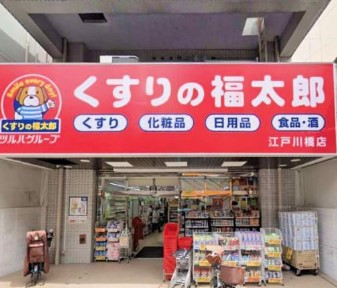 smile every day!
くすりの福太郎
ツルハグループ
くすりの福太郎
くすり
化粧品
日用品
食品・酒
江戸川橋店